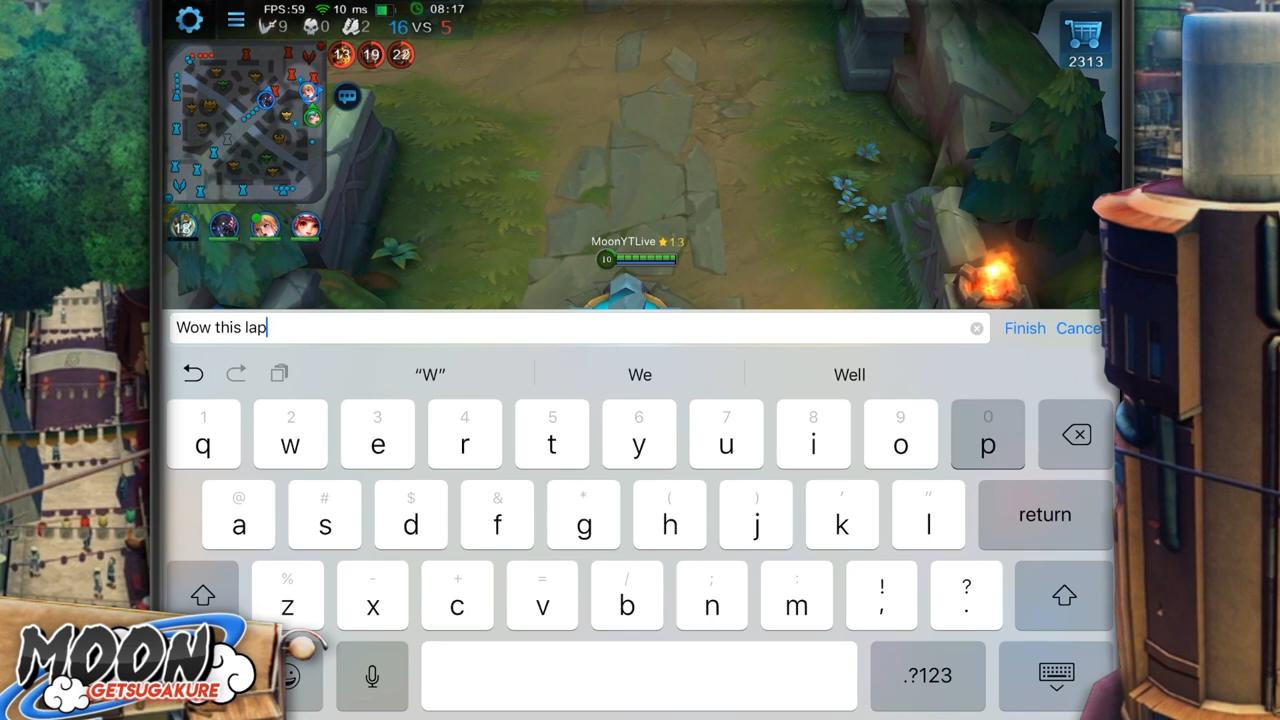 FPS:59 10 ms 08:17
9 0 2 16 VS 5
13 19 22
2313
18
MoonYTLive 13
10
Wow this lap
Finish Cance
“W” We Well
1 2 3 4 5 6 7 8 9 0
q w e r t y u i o p
@ # $ & * ( ) ' "
a s d f g h j k l return
% - + = / ; : ! ?
z x c v b n m , .
.?123
MOON
GETSUGAKURE